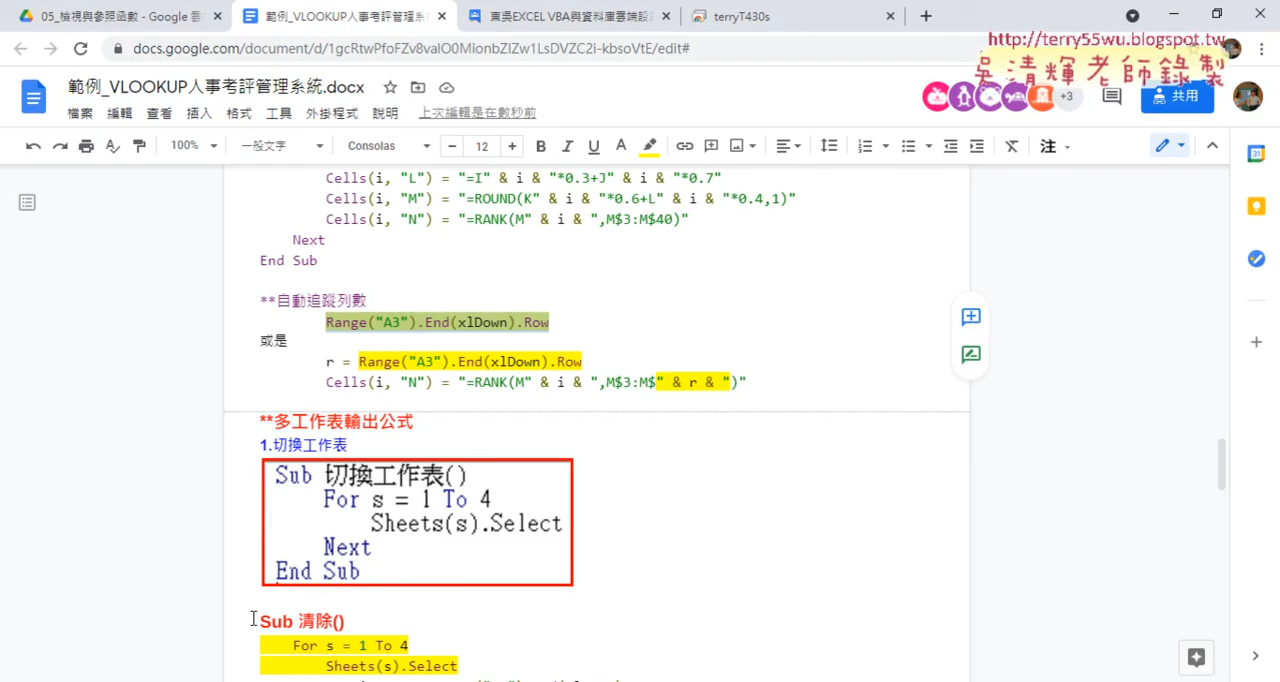 05_檢視與參照函數 - Google 雲
範例_VLOOKUP人事考評管理系
東吳EXCEL VBA與資料庫雲端設
terryT430s
docs.google.com/document/d/1gcRtwPfoFZv8valO0MionbZlZw1LsDVZC2i-kbsoVtE/edit#
http://terry55wu.blogspot.tw
吳清輝老師錄製
範例_VLOOKUP人事考評管理系統.docx
檔案 編輯 查看 插入 格式 工具 外掛程式 說明 上次編輯是在數秒前
+3
共用
100% 一般文字 Consolas 12 B I U A 注
Cells(i, "L") = "=I" & i & "*0.3+J" & i & "*0.7"
Cells(i, "M") = "=ROUND(K" & i & "*0.6+L" & i & "*0.4,1)"
Cells(i, "N") = "=RANK(M" & i & ",M$3:M$40)"
Next
End Sub
**自動追蹤列數
Range("A3").End(xlDown).Row
或是
r = Range("A3").End(xlDown).Row
Cells(i, "N") = "=RANK(M" & i & ",M$3:M$" & r & ")"
**多工作表輸出公式
1.切換工作表
Sub 切換工作表()
For s = 1 To 4
Sheets(s).Select
Next
End Sub
Sub 清除()
For s = 1 To 4
Sheets(s).Select